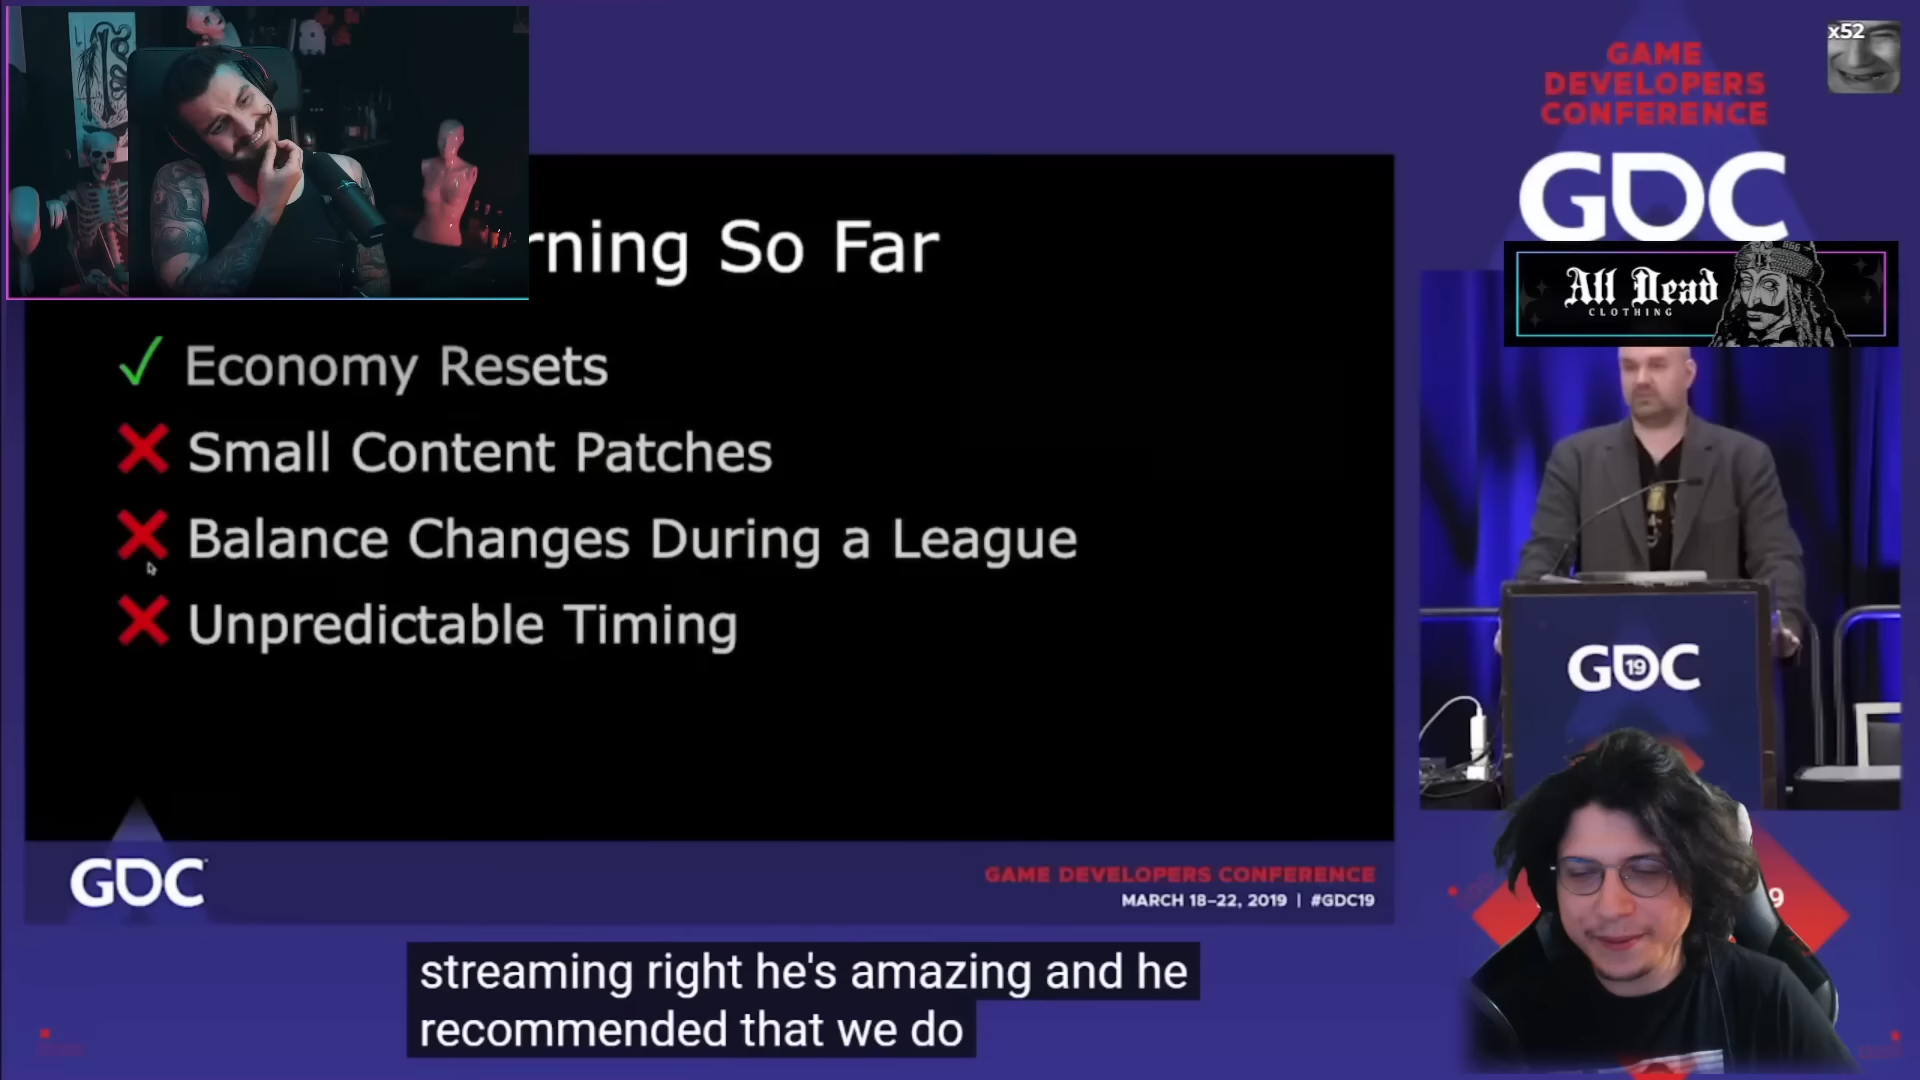 x52
GAME
DEVELOPERS
CONFERENCE
GDC
All Dead
CLOTHING
666
rning So Far
✓ Economy Resets
✕ Small Content Patches
✕ Balance Changes During a League
✕ Unpredictable Timing
GDC 19
GDC
GAME DEVELOPERS CONFERENCE
MARCH 18-22, 2019 | #GDC19
9
streaming right he's amazing and he
recommended that we do